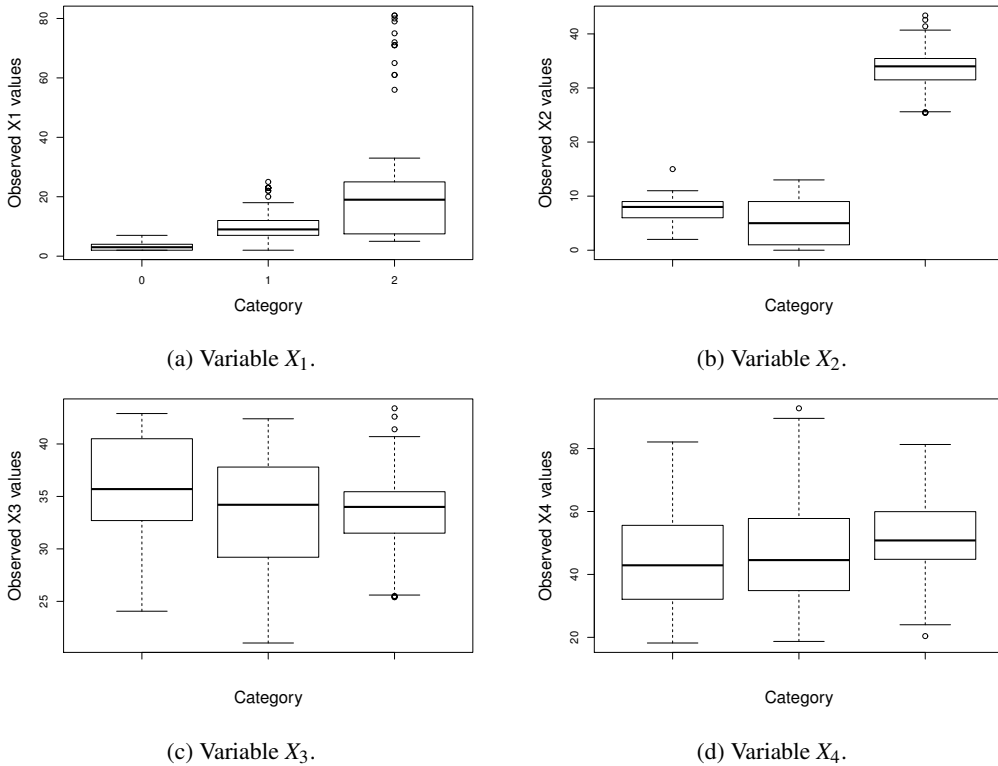 Observed X1 values
80
60
40
20
0
0 1 2
Category
(a) Variable X₁.
Observed X2 values
40
30
20
10
0
Category
(b) Variable X₂.
Observed X3 values
40
35
30
25
Category
(c) Variable X₃.
Observed X4 values
80
60
40
20
Category
(d) Variable X₄.